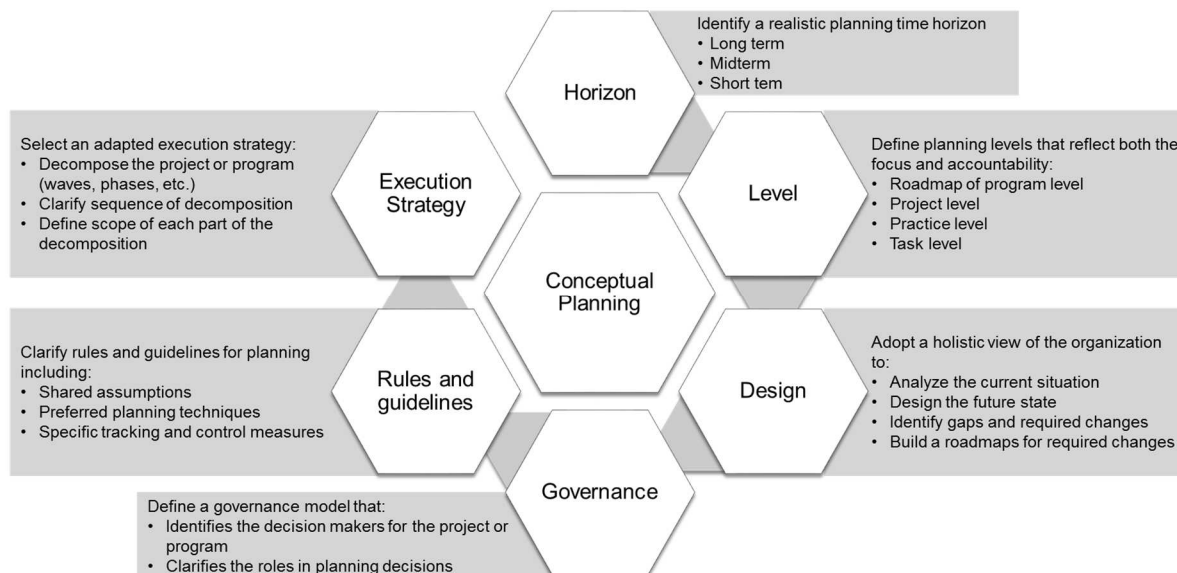 Identify a realistic planning time horizon
• Long term
• Midterm
• Short tem
Horizon
Select an adapted execution strategy:
• Decompose the project or program
(waves, phases, etc.)
• Clarify sequence of decomposition
• Define scope of each part of the
decomposition
Execution
Strategy
Level
Define planning levels that reflect both the
focus and accountability:
• Roadmap of program level
• Project level
• Practice level
• Task level
Conceptual
Planning
Clarify rules and guidelines for planning
including:
• Shared assumptions
• Preferred planning techniques
• Specific tracking and control measures
Rules and
guidelines
Design
Adopt a holistic view of the organization
to:
• Analyze the current situation
• Design the future state
• Identify gaps and required changes
• Build a roadmaps for required changes
Governance
Define a governance model that:
• Identifies the decision makers for the project or
program
• Clarifies the roles in planning decisions